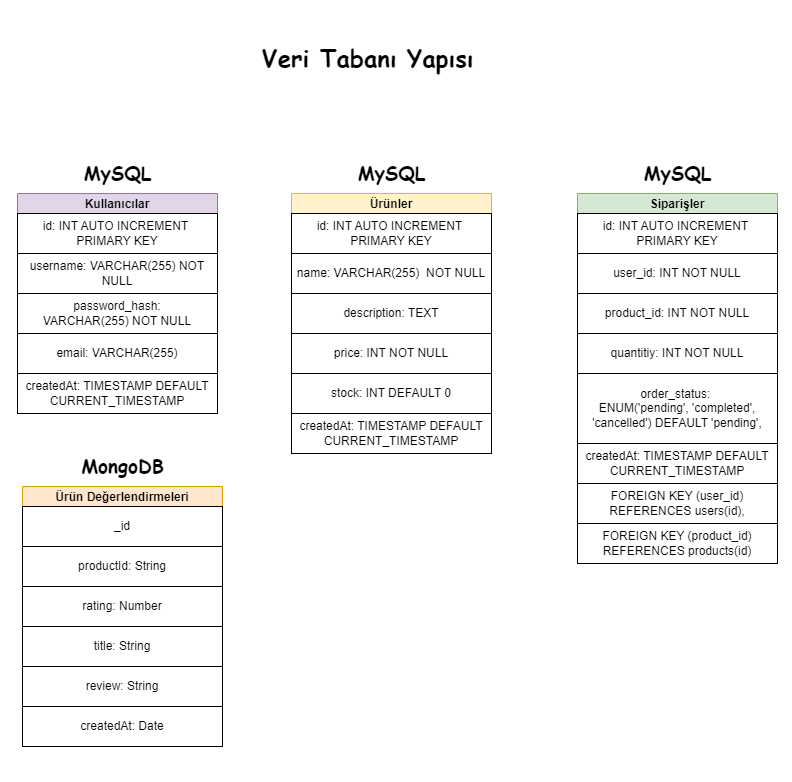 Veri Tabanı Yapısı
MySQL
Kullanıcılar
id: INT AUTO INCREMENT
PRIMARY KEY
username: VARCHAR(255) NOT
NULL
password_hash:
VARCHAR(255) NOT NULL
email: VARCHAR(255)
createdAt: TIMESTAMP DEFAULT
CURRENT_TIMESTAMP
MySQL
Ürünler
id: INT AUTO INCREMENT
PRIMARY KEY
name: VARCHAR(255) NOT NULL
description: TEXT
price: INT NOT NULL
stock: INT DEFAULT 0
createdAt: TIMESTAMP DEFAULT
CURRENT_TIMESTAMP
MySQL
Siparişler
id: INT AUTO INCREMENT
PRIMARY KEY
user_id: INT NOT NULL
product_id: INT NOT NULL
quantitiy: INT NOT NULL
order_status:
ENUM('pending', 'completed',
'cancelled') DEFAULT 'pending',
createdAt: TIMESTAMP DEFAULT
CURRENT_TIMESTAMP
FOREIGN KEY (user_id)
REFERENCES users(id),
FOREIGN KEY (product_id)
REFERENCES products(id)
MongoDB
Ürün Değerlendirmeleri
_id
productId: String
rating: Number
title: String
review: String
createdAt: Date